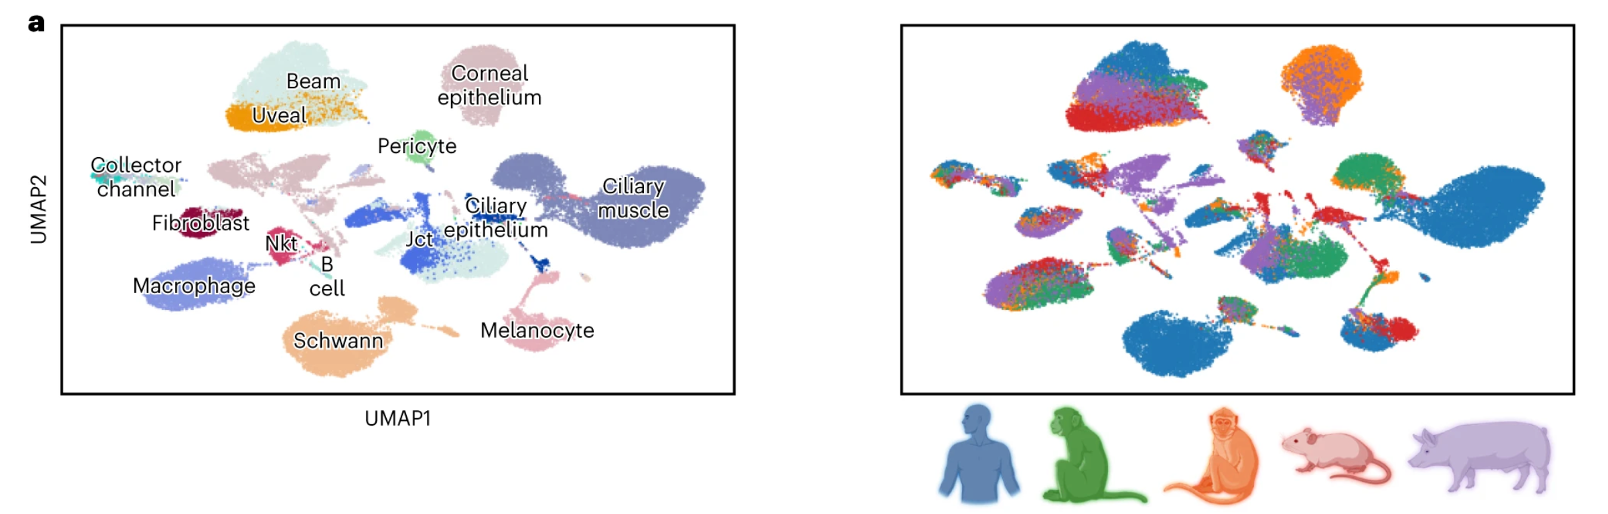 a
Beam
Uveal
Corneal
epithelium
Pericyte
Collector
channel
Ciliary
muscle
Ciliary
epithelium
Fibroblast
Nkt
Jct
B
cell
Macrophage
Schwann
Melanocyte
UMAP2
UMAP1